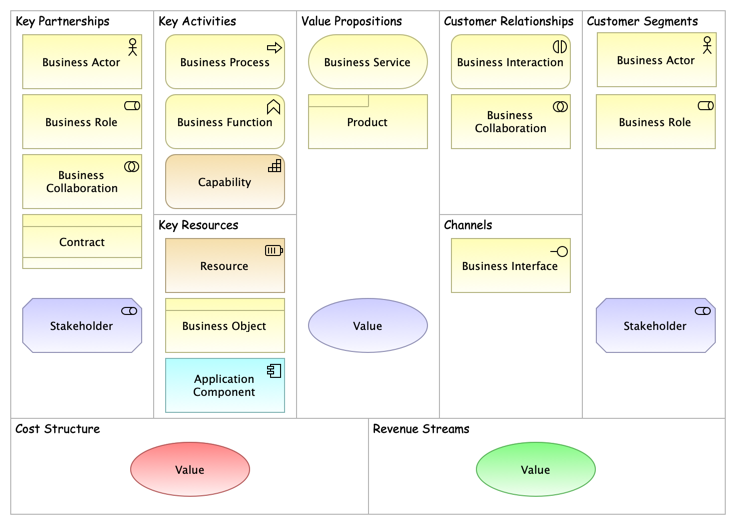 Key Partnerships
Business Actor
Business Role
Business
Collaboration
Contract
Stakeholder
Key Activities
Business Process
Business Function
Capability
Key Resources
Resource
Business Object
Application
Component
Value Propositions
Business Service
Product
Value
Customer Relationships
Business Interaction
Business
Collaboration
Channels
Business Interface
Customer Segments
Business Actor
Business Role
Stakeholder
Cost Structure
Value
Revenue Streams
Value